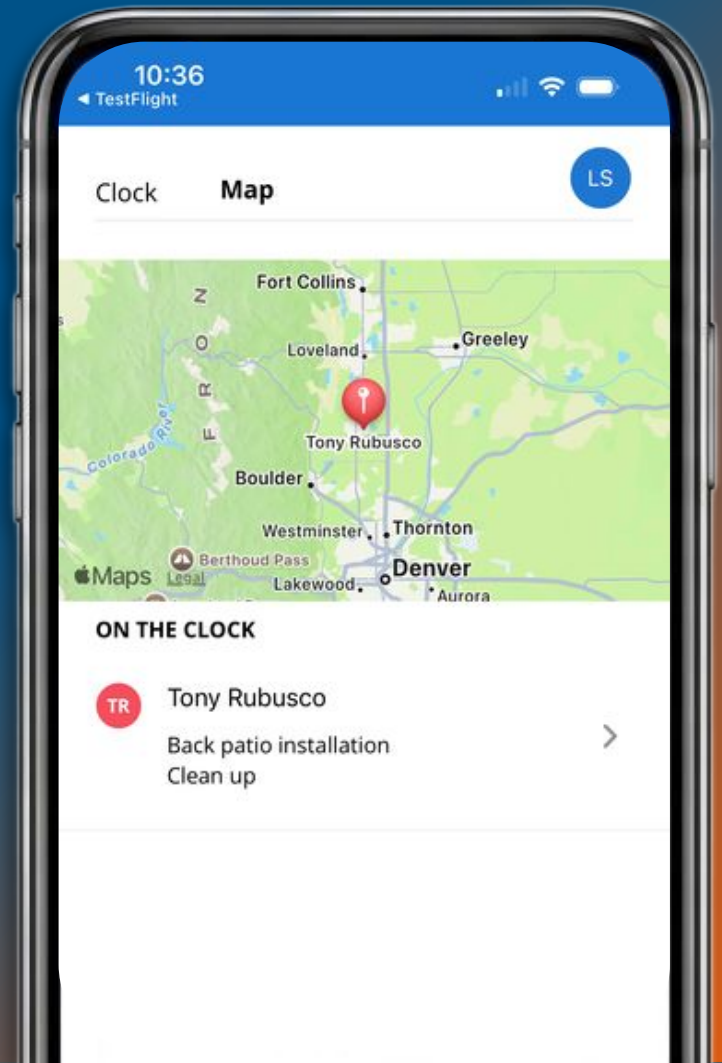 10:36
◀ TestFlight
Clock Map LS
Fort Collins
Greeley
Loveland
FRON
Colorado River
Tony Rubusco
Boulder
Westminster Thornton
Berthoud Pass
Denver
Maps Legal Lakewood
Aurora
ON THE CLOCK
TR Tony Rubusco
Back patio installation
Clean up